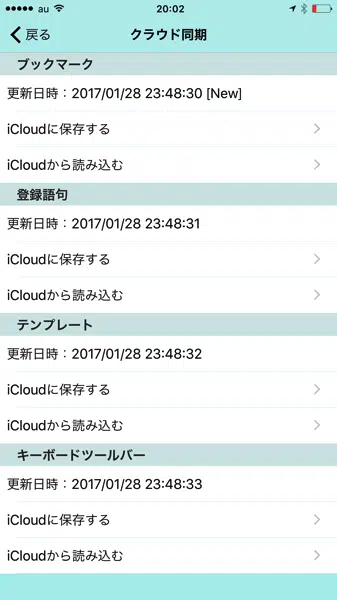 au 20:02
戻る クラウド同期
ブックマーク
更新日時：2017/01/28 23:48:30 [New]
iCloudに保存する
iCloudから読み込む
登録語句
更新日時：2017/01/28 23:48:31
iCloudに保存する
iCloudから読み込む
テンプレート
更新日時：2017/01/28 23:48:32
iCloudに保存する
iCloudから読み込む
キーボードツールバー
更新日時：2017/01/28 23:48:33
iCloudに保存する
iCloudから読み込む